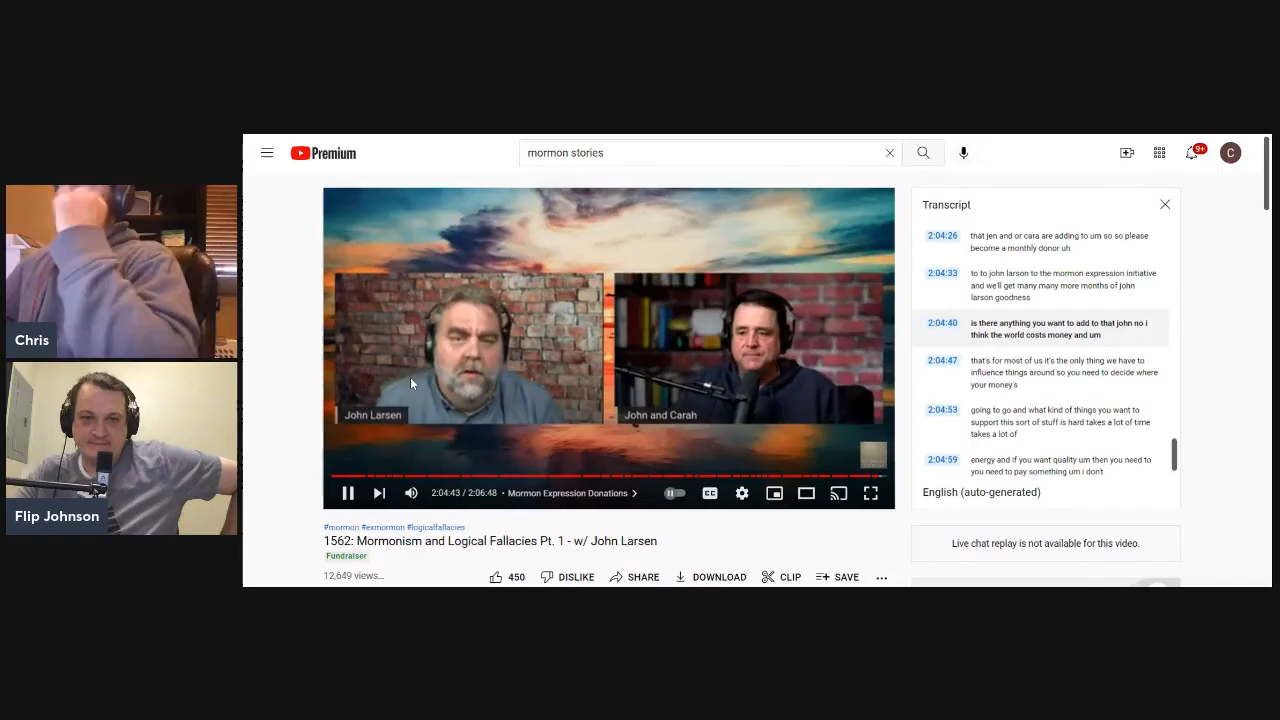 Premium
mormon stories
9+
C
Chris
Flip Johnson
John Larsen
John and Carah
2:04:43 / 2:06:48 • Mormon Expression Donations
CC
#mormon #exmormon #logicalfallacies
1562: Mormonism and Logical Fallacies Pt. 1 - w/ John Larsen
Fundraiser
12,649 views...
450 DISLIKE SHARE DOWNLOAD CLIP SAVE ...
Transcript
2:04:26 that jen and or cara are adding to um so so please
become a monthly donor uh
2:04:33 to to john larson to the mormon expression initiative
and we'll get many many more months of john
larson goodness
2:04:40 is there anything you want to add to that john no i
think the world costs money and um
2:04:47 that's for most of us it's the only thing we have to
influence things around so you need to decide where
your money's
2:04:53 going to go and what kind of things you want to
support this sort of stuff is hard takes a lot of time
takes a lot of
2:04:59 energy and if you want quality um then you need to
you need to pay something um i don't
English (auto-generated)
Live chat replay is not available for this video.